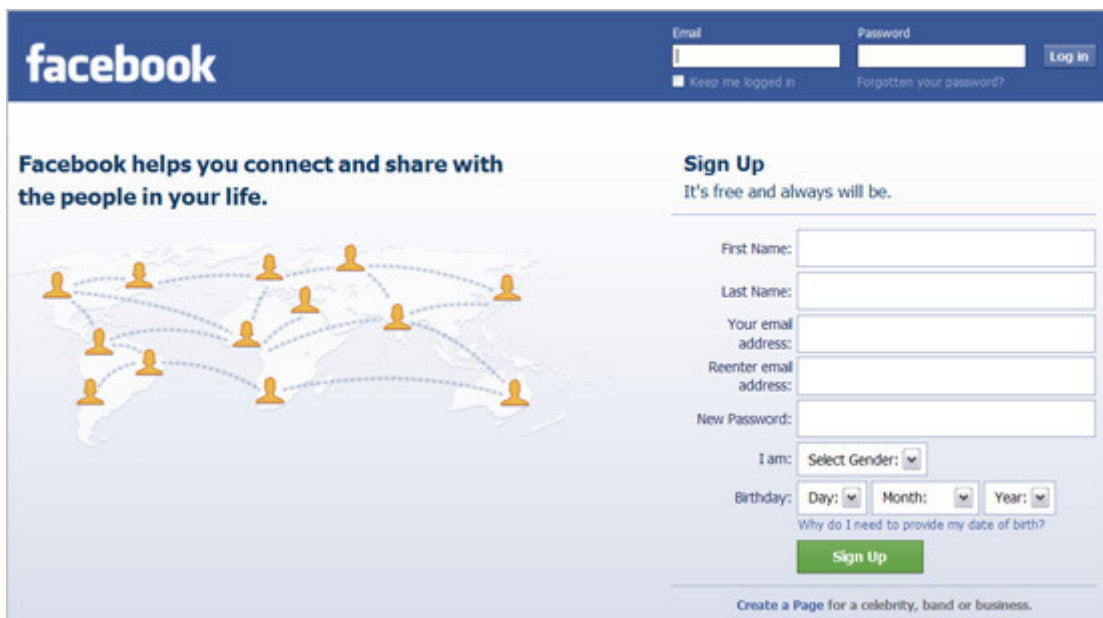 facebook
Email
Password
Log in
Keep me logged in
Forgotten your password?
Facebook helps you connect and share with
the people in your life.
Sign Up
It's free and always will be.
First Name:
Last Name:
Your email
address:
Reenter email
address:
New Password:
I am: Select Gender:
Birthday: Day: Month: Year:
Why do I need to provide my date of birth?
Sign Up
Create a Page for a celebrity, band or business.